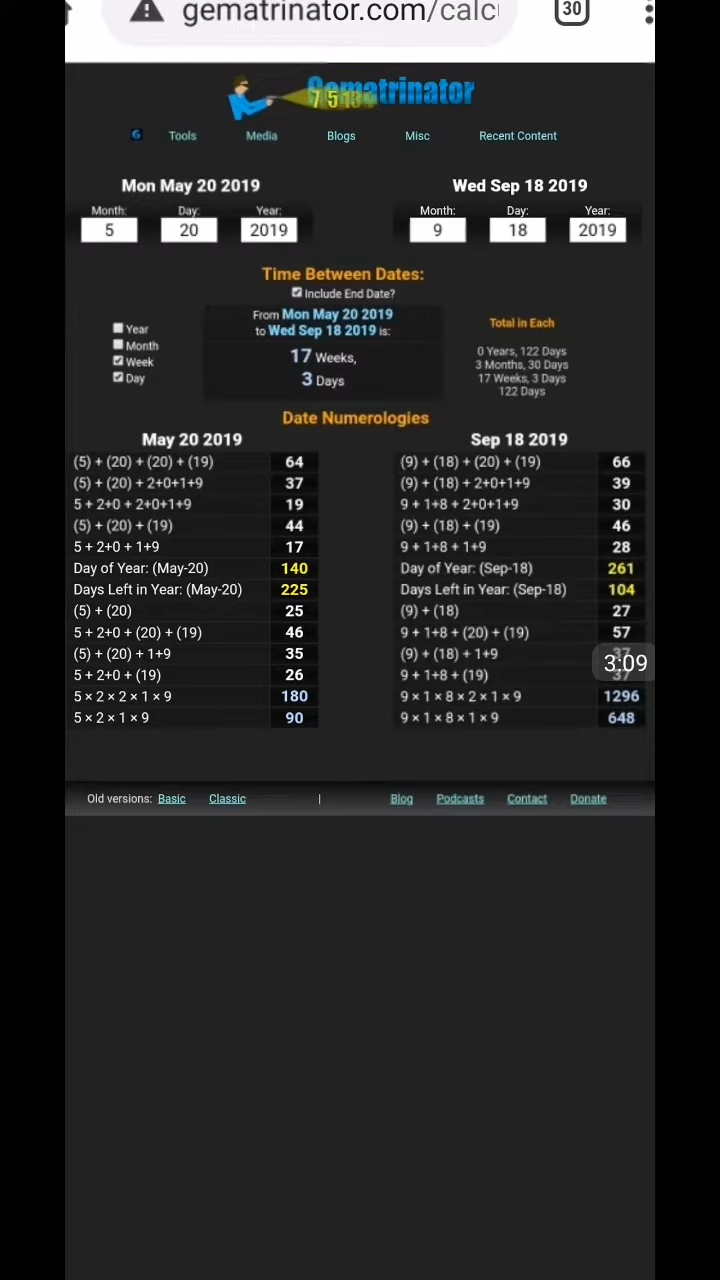 gematrinator.com/calc
30
Gematrinator
7 5 13
G Tools Media Blogs Misc Recent Content
Mon May 20 2019
Month: Day: Year:
5 20 2019
Wed Sep 18 2019
Month: Day: Year:
9 18 2019
Time Between Dates:
Include End Date?
Year
Month
Week
Day
From Mon May 20 2019
to Wed Sep 18 2019 is:
17 Weeks,
3 Days
Total in Each
0 Years, 122 Days
3 Months, 30 Days
17 Weeks, 3 Days
122 Days
Date Numerologies
May 20 2019
(5) + (20) + (20) + (19) 64
(5) + (20) + 2+0+1+9 37
5 + 2+0 + 2+0+1+9 19
(5) + (20) + (19) 44
5 + 2+0 + 1+9 17
Day of Year: (May-20) 140
Days Left in Year: (May-20) 225
(5) + (20) 25
5 + 2+0 + (20) + (19) 46
(5) + (20) + 1+9 35
5 + 2+0 + (19) 26
5 × 2 × 2 × 1 × 9 180
5 × 2 × 1 × 9 90
Sep 18 2019
(9) + (18) + (20) + (19) 66
(9) + (18) + 2+0+1+9 39
9 + 1+8 + 2+0+1+9 30
(9) + (18) + (19) 46
9 + 1+8 + 1+9 28
Day of Year: (Sep-18) 261
Days Left in Year: (Sep-18) 104
(9) + (18) 27
9 + 1+8 + (20) + (19) 57
(9) + (18) + 1+9 37
3:09
9 + 1+8 + (19) 37
9 × 1 × 8 × 2 × 1 × 9 1296
9 × 1 × 8 × 1 × 9 648
Old versions: Basic Classic | Blog Podcasts Contact Donate